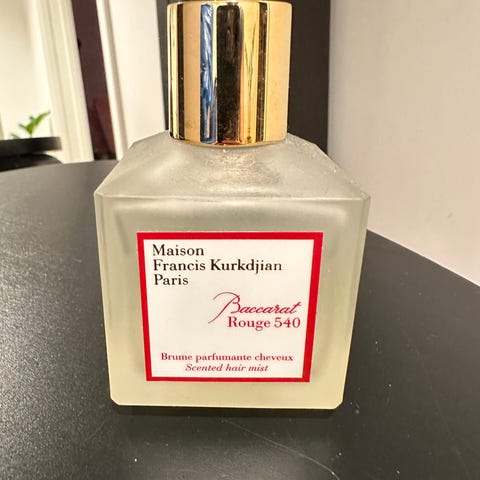 Maison
Francis Kurkdjian
Paris
Baccarat
Rouge 540
Brume parfumante cheveux
Scented hair mist